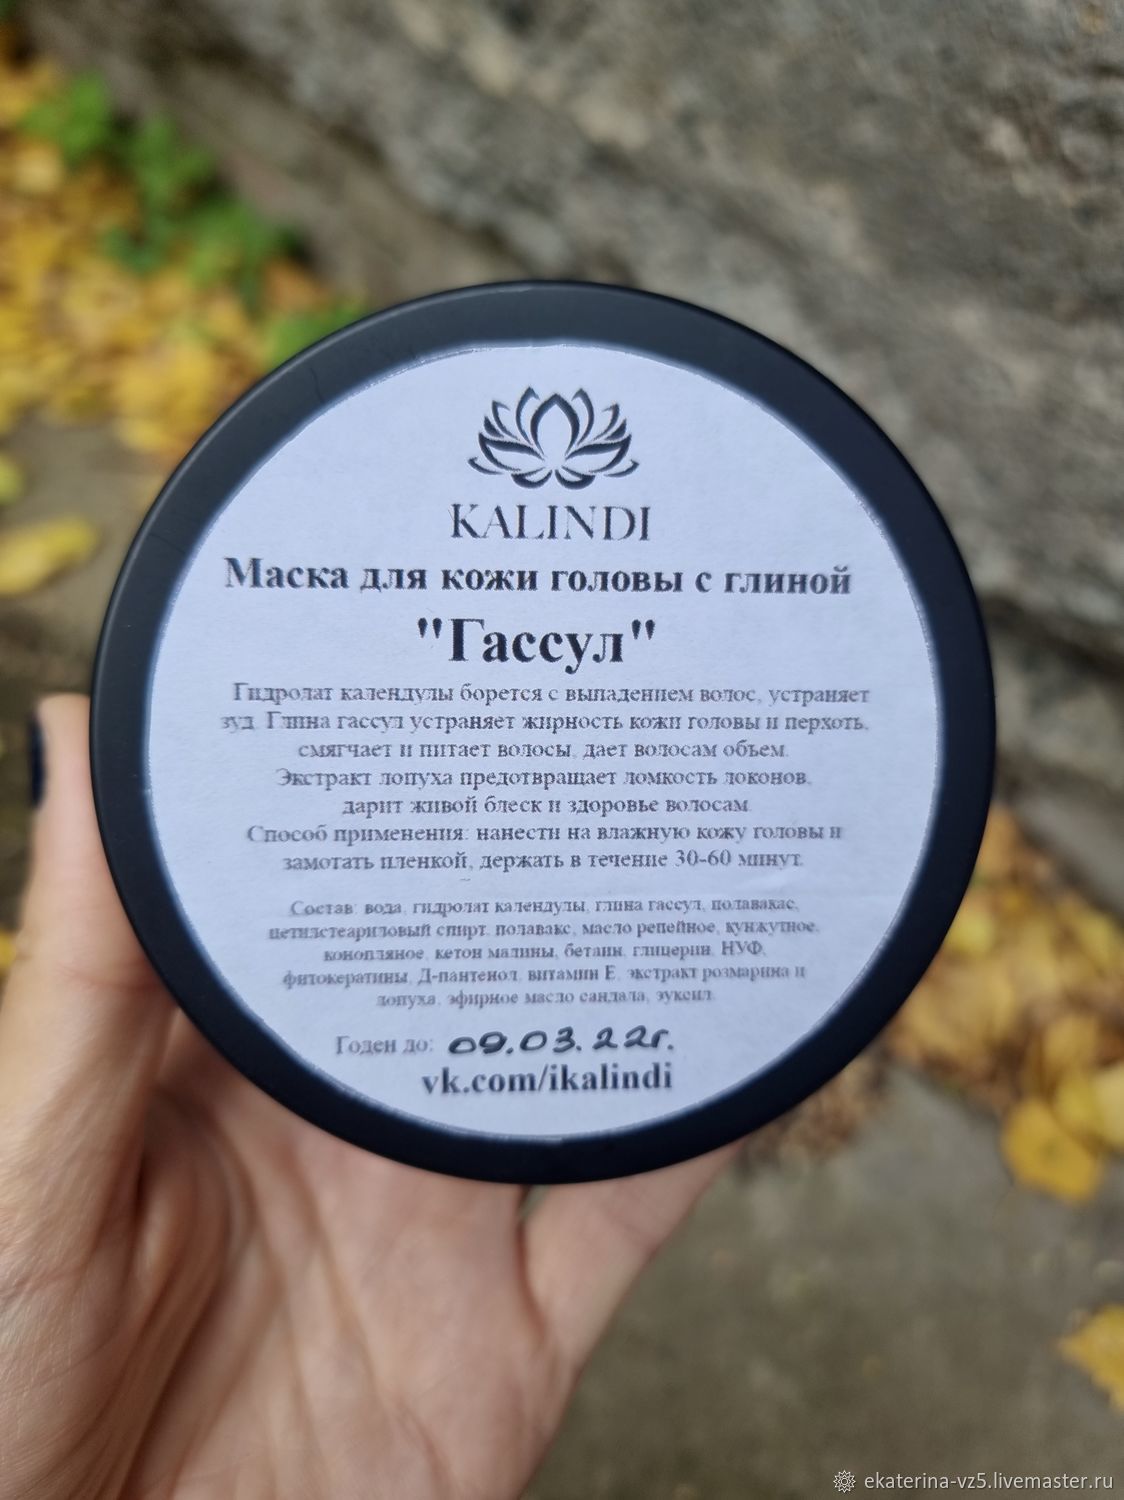 KALINDI
Маска для кожи головы с глиной
"Гассул"
Гидролат календулы борется с выпадением волос, устраняет
зуд. Глина гассул устраняет жирность кожи головы и перхоть,
смягчает и питает волосы, дает волосам объем.
Экстракт лопуха предотвращает ломкость локонов,
дарит живой блеск и здоровье волосам.
Способ применения: нанести на влажную кожу головы и
замотать пленкой, держать в течение 30-60 минут.
Состав: вода, гидролат календулы, глина гассул, полавакс,
цетилстеариловый спирт, полавакс, масло репейное, кунжутное,
конопляное, кетон малины, бетаин, глицерин, НУФ,
фитокератины, Д-пантенол, витамин Е, экстракт розмарина и
лопуха, эфирное масло сандала, эуксил.
Годен до: 09.03.22г.
vk.com/ikalindi
ekaterina-vz5.livemaster.ru